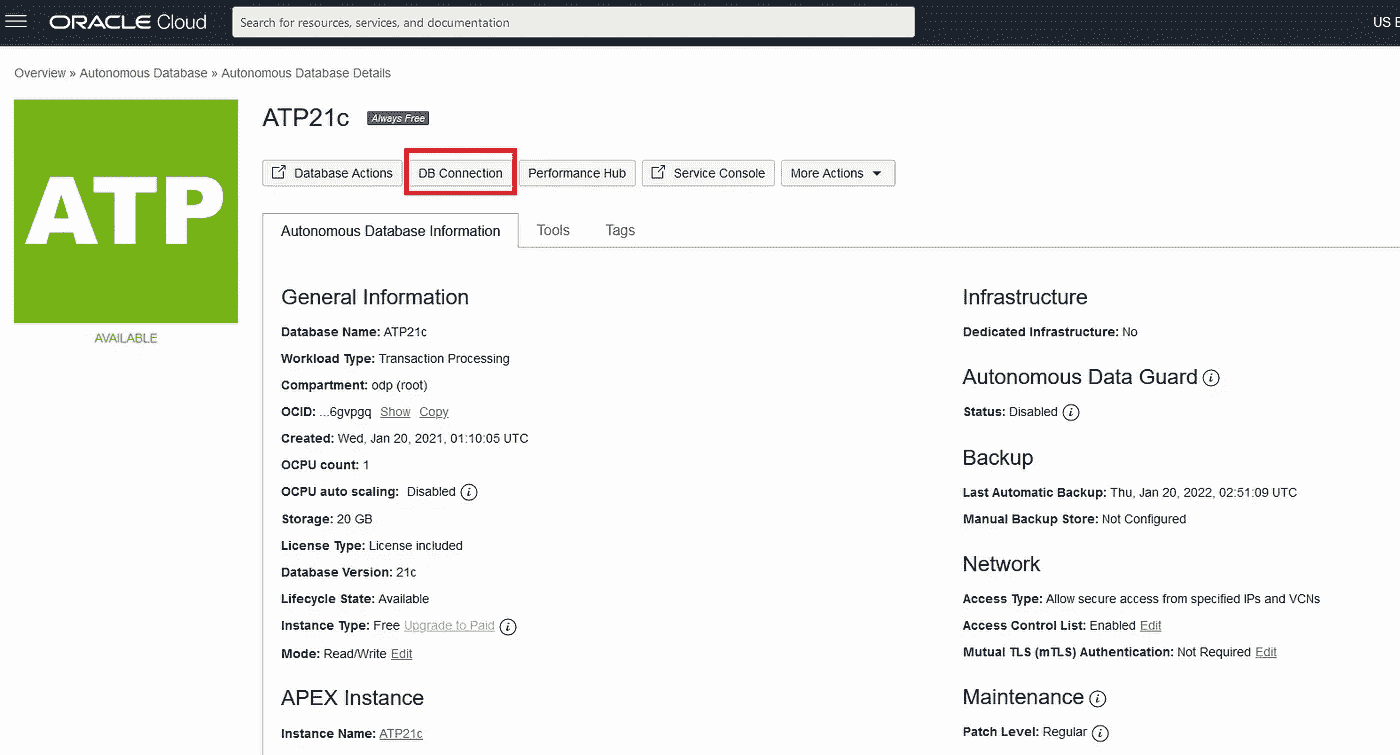 ORACLE Cloud
Search for resources, services, and documentation
US E
Overview » Autonomous Database » Autonomous Database Details
ATP
AVAILABLE
ATP21c Always Free
Database Actions DB Connection Performance Hub Service Console More Actions
Autonomous Database Information Tools Tags
General Information
Database Name: ATP21c
Workload Type: Transaction Processing
Compartment: odp (root)
OCID: ...6gvpgq Show Copy
Created: Wed, Jan 20, 2021, 01:10:05 UTC
OCPU count: 1
OCPU auto scaling: Disabled
Storage: 20 GB
License Type: License included
Database Version: 21c
Lifecycle State: Available
Instance Type: Free Upgrade to Paid
Mode: Read/Write Edit
APEX Instance
Instance Name: ATP21c
Infrastructure
Dedicated Infrastructure: No
Autonomous Data Guard
Status: Disabled
Backup
Last Automatic Backup: Thu, Jan 20, 2022, 02:51:09 UTC
Manual Backup Store: Not Configured
Network
Access Type: Allow secure access from specified IPs and VCNs
Access Control List: Enabled Edit
Mutual TLS (mTLS) Authentication: Not Required Edit
Maintenance
Patch Level: Regular